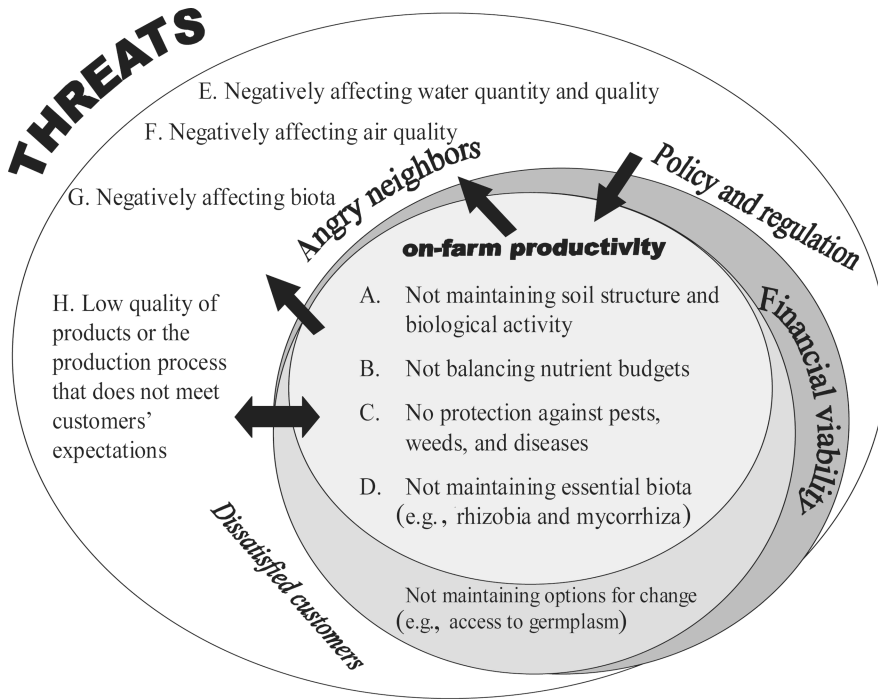 THREATS
E. Negatively affecting water quantity and quality
F. Negatively affecting air quality
G. Negatively affecting biota
Angry neighbors
Policy and regulation
on-farm productivity
A. Not maintaining soil structure and
biological activity
B. Not balancing nutrient budgets
C. No protection against pests,
weeds, and diseases
D. Not maintaining essential biota
(e.g., rhizobia and mycorrhiza)
Financial viability
H. Low quality of
products or the
production process
that does not meet
customers’
expectations
Dissatisfied customers
Not maintaining options for change
(e.g., access to germplasm)